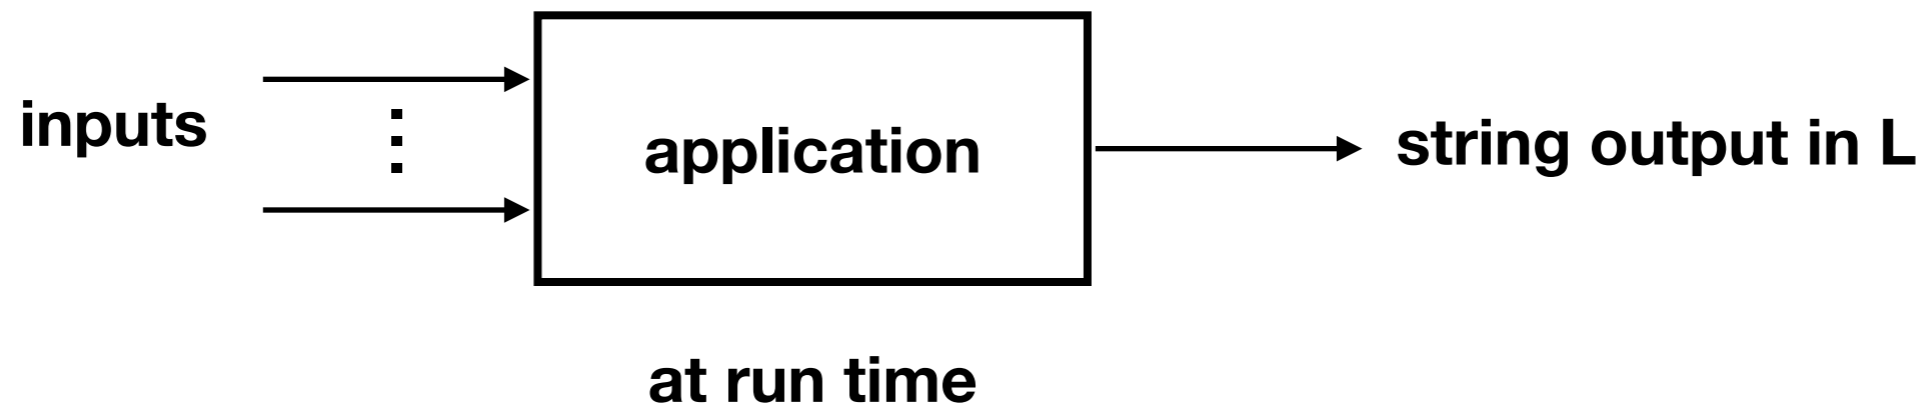 inputs
application
string output in L
at run time